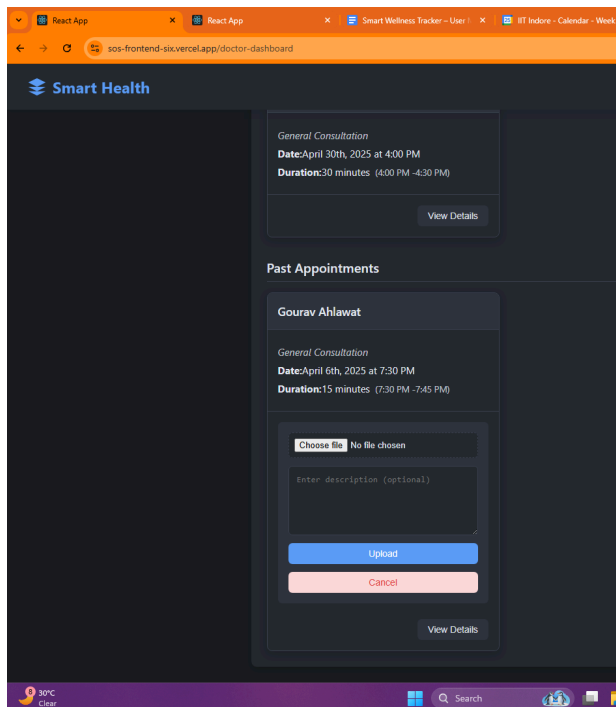 React App
React App
Smart Wellness Tracker – User
IIT Indore - Calendar - Week
sos-frontend-six.vercel.app/doctor-dashboard
Smart Health
General Consultation
Date:April 30th, 2025 at 4:00 PM
Duration:30 minutes (4:00 PM -4:30 PM)
View Details
Past Appointments
Gourav Ahlawat
General Consultation
Date:April 6th, 2025 at 7:30 PM
Duration:15 minutes (7:30 PM -7:45 PM)
Choose file No file chosen
Enter description (optional)
Upload
Cancel
View Details
8
30°C
Clear
Search